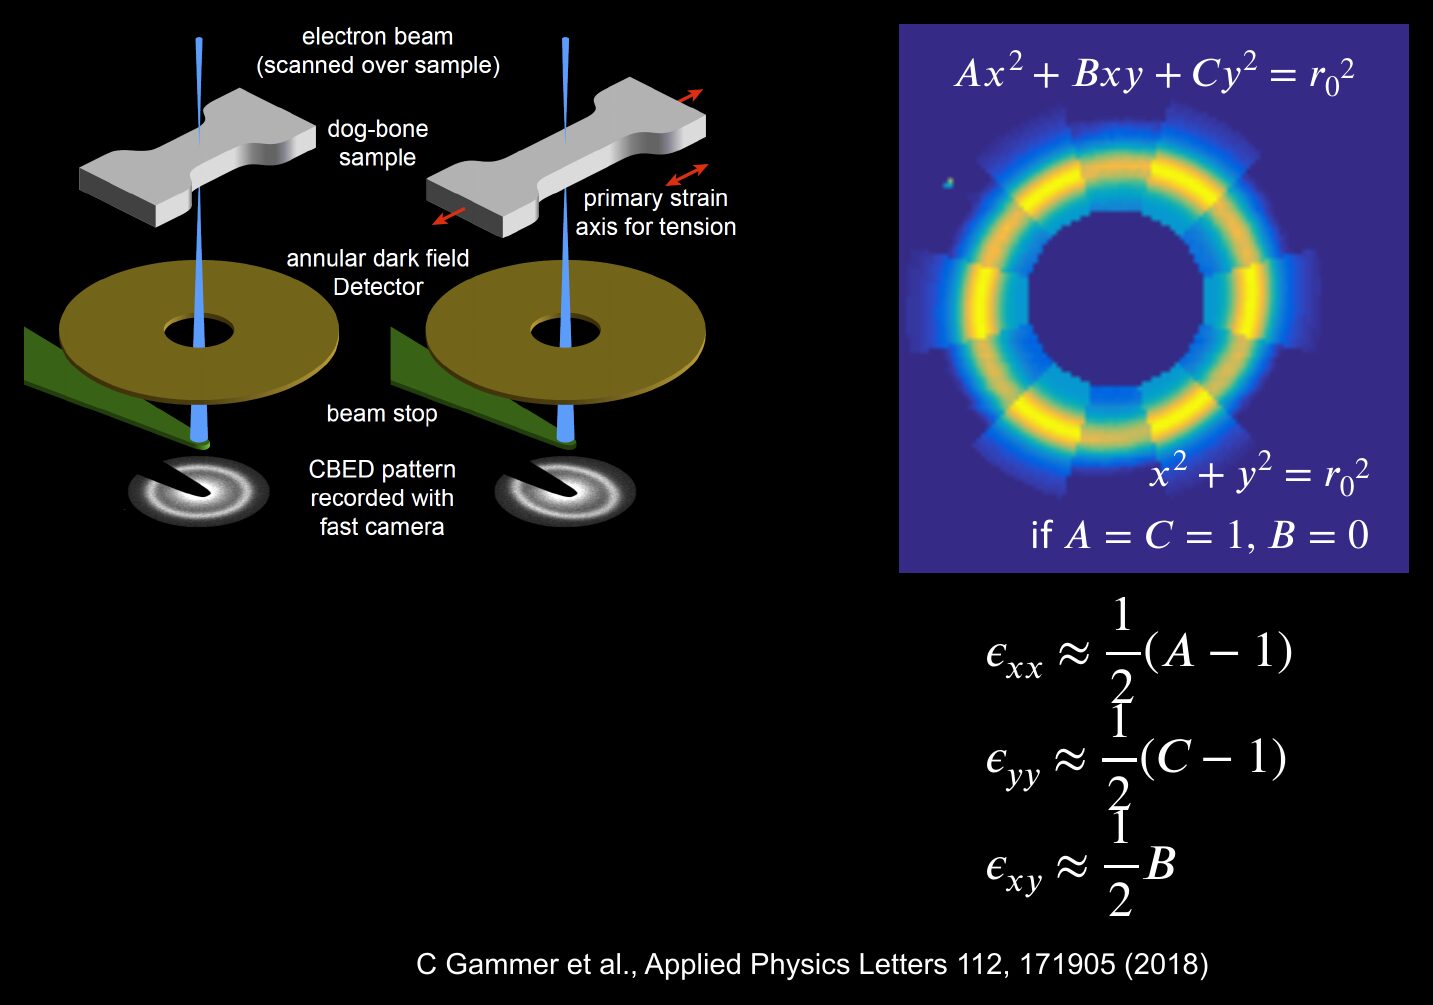 electron beam
(scanned over sample)
dog-bone
sample
primary strain
axis for tension
annular dark field
Detector
beam stop
CBED pattern
recorded with
fast camera
Ax² + Bxy + Cy² = r₀²
x² + y² = r₀²
if A = C = 1, B = 0
ϵxx ≈ 1/2 (A − 1)
ϵyy ≈ 1/2 (C − 1)
ϵxy ≈ 1/2 B
C Gammer et al., Applied Physics Letters 112, 171905 (2018)